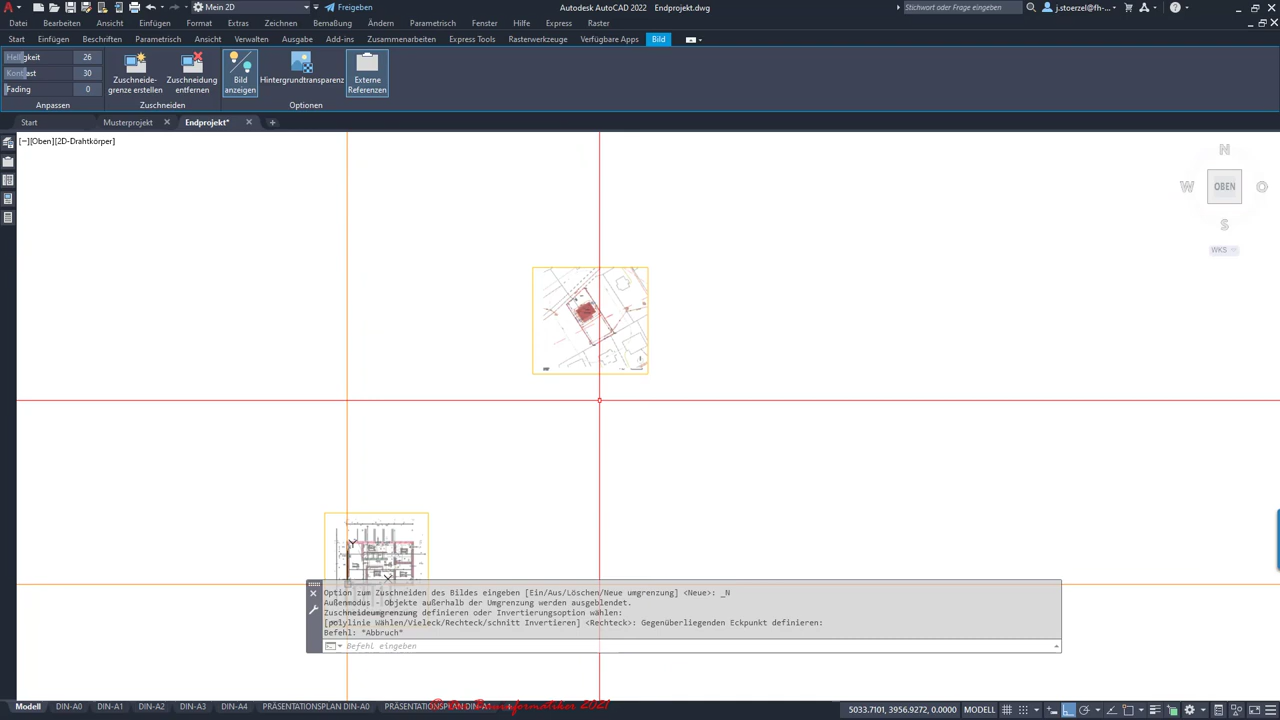 Mein 2D
Freigeben
Autodesk AutoCAD 2022 Endprojekt.dwg
Stichwort oder Frage eingeben
j.stoerzel@fh-...
Datei Bearbeiten Ansicht Einfügen Format Extras Zeichnen Bemaßung Ändern Parametrisch Fenster Hilfe Express Raster
Start Einfügen Beschriften Parametrisch Ansicht Verwalten Ausgabe Add-ins Zusammenarbeiten Express Tools Rasterwerkzeuge Verfügbare Apps Bild
Helligkeit 26
Kontrast 30
Fading 0
Zuschneide-
grenze erstellen
Zuschneidung
entfernen
Bild
anzeigen
Hintergrundtransparenz
Externe
Referenzen
Anpassen Zuschneiden Optionen
Start Musterprojekt Endprojekt*
[−][Oben][2D-Drahtkörper]
N
W OBEN O
S
WKS
Y
X
Option zum Zuschneiden des Bildes eingeben [Ein/Aus/Löschen/Neue umgrenzung] <Neue>: _N
Außenmodus - Objekte außerhalb der Umgrenzung werden ausgeblendet.
Zuschneideumgrenzung definieren oder Invertierungsoption wählen:
[polylinie Wählen/Vieleck/Rechteck/schnitt Invertieren] <Rechteck>: Gegenüberliegenden Eckpunkt definieren:
Befehl: *Abbruch*
Befehl eingeben
Modell DIN-A0 DIN-A1 DIN-A2 DIN-A3 DIN-A4 PRÄSENTATIONSPLAN DIN-A0 PRÄSENTATIONSPLAN DIN-A1
2021
5033.7101, 3956.9272, 0.0000 MODELL